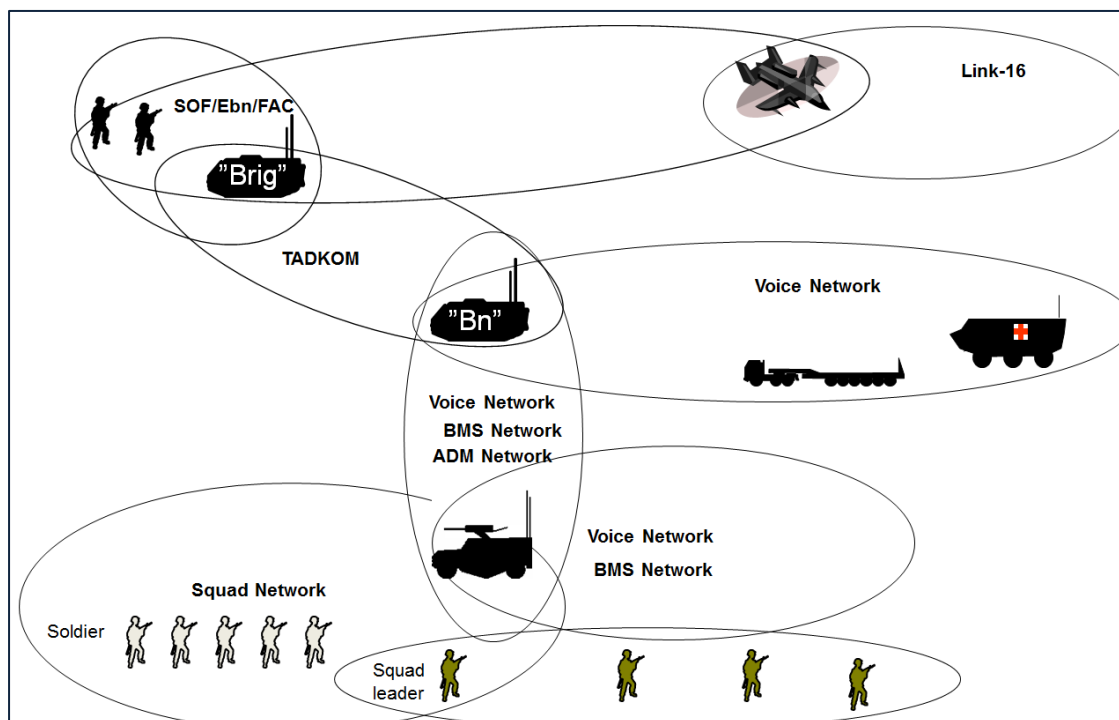 Link-16
SOF/Ebn/FAC
”Brig”
TADKOM
Voice Network
”Bn”
Voice Network
BMS Network
ADM Network
Voice Network
BMS Network
Squad Network
Soldier
Squad
leader